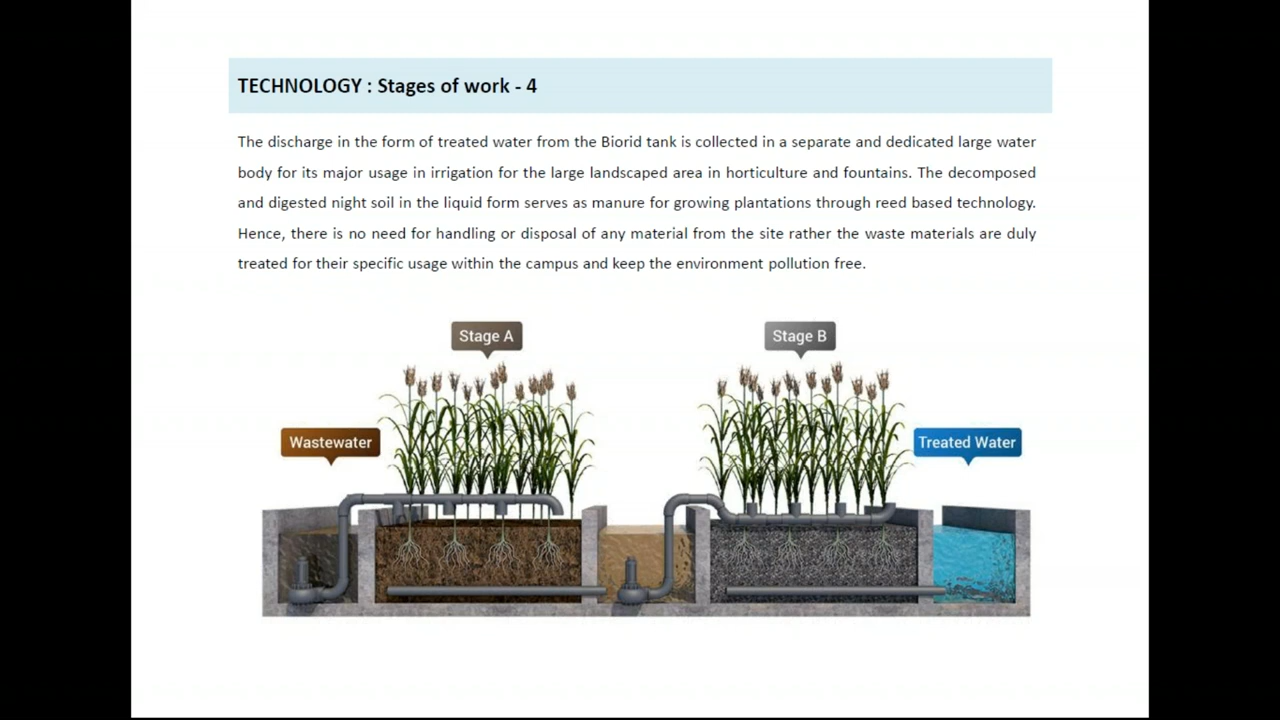 TECHNOLOGY : Stages of work - 4
The discharge in the form of treated water from the Biorid tank is collected in a separate and dedicated large water
body for its major usage in irrigation for the large landscaped area in horticulture and fountains. The decomposed
and digested night soil in the liquid form serves as manure for growing plantations through reed based technology.
Hence, there is no need for handling or disposal of any material from the site rather the waste materials are duly
treated for their specific usage within the campus and keep the environment pollution free.
Stage A
Stage B
Wastewater
Treated Water